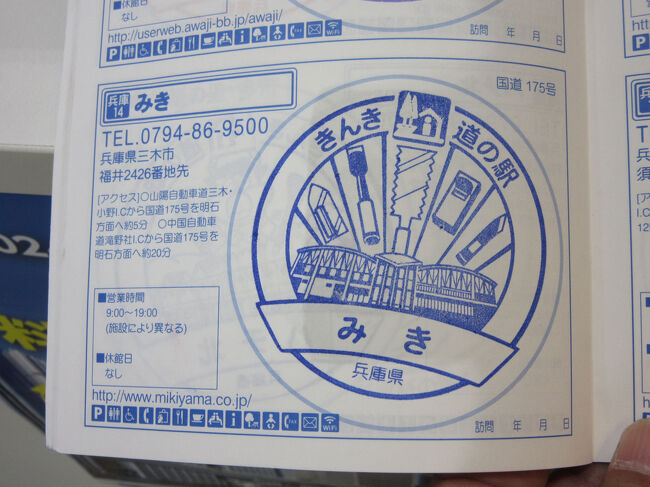 ■休館日
なし
http://userweb.awaji-bb.jp/awaji/
WiFi
訪問 年 月 日
兵庫 14 みき
国道 175号
TEL.0794-86-9500
兵庫県三木市
福井2426番地先
[アクセス]○山陽自動車道三木・
小野I.Cから国道175号を明石
方面へ約5分 ○中国自動車
道滝野社I.Cから国道175号を
明石方面へ約20分
■営業時間
9:00〜19:00
(施設により異なる)
■休館日
なし
http://www.mikiyama.co.jp/
WiFi
訪問 年 月 日
きんき 道の駅
みき
兵庫県